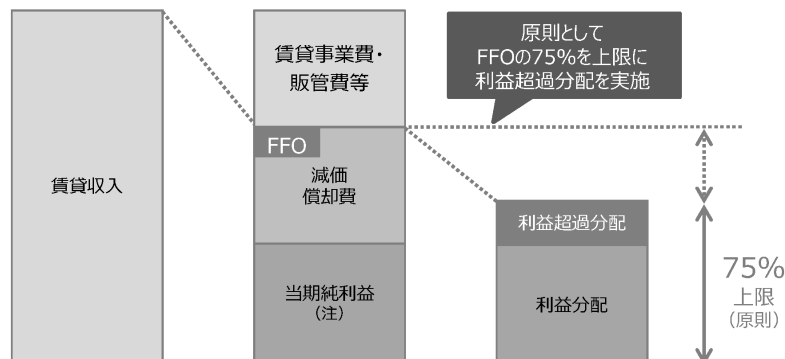 賃貸収入
賃貸事業費・
販管費等
FFO
減価
償却費
当期純利益
（注）
原則として
FFOの75%を上限に
利益超過分配を実施
利益超過分配
利益分配
75%
上限
（原則）